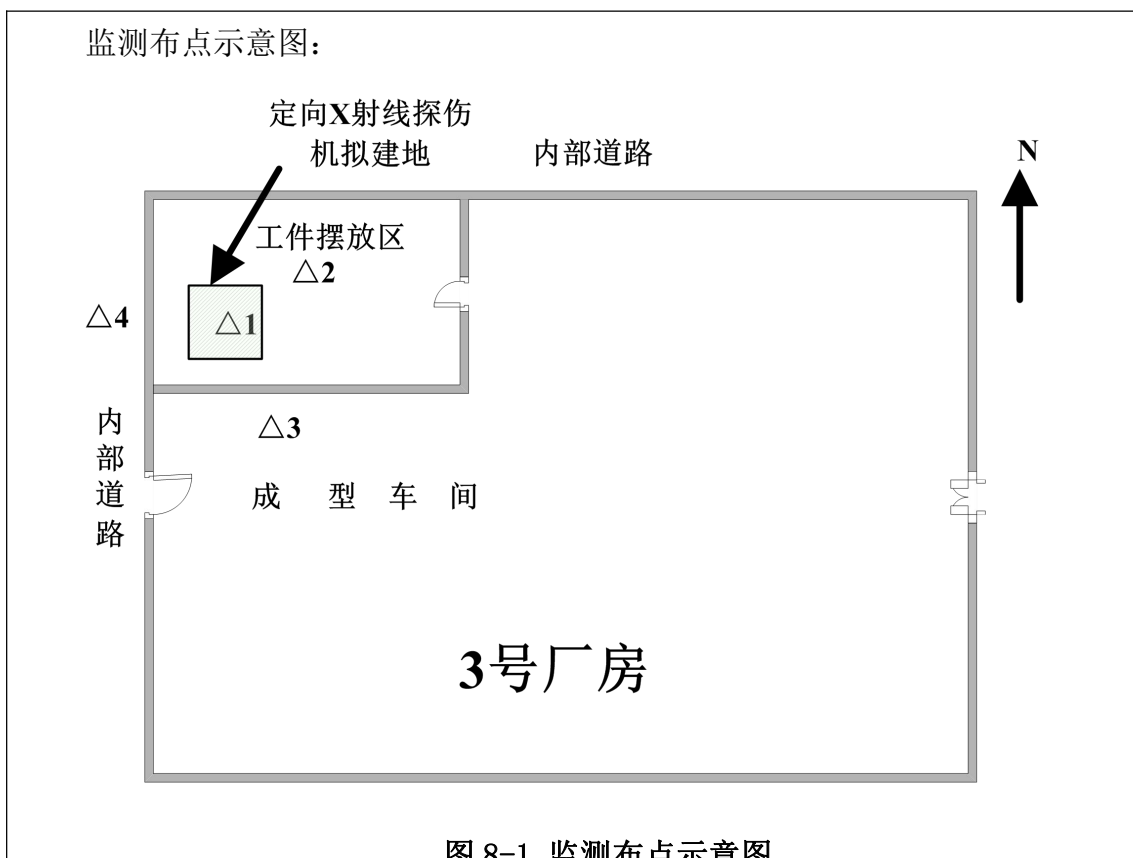 监测布点示意图：
定向X射线探伤
机拟建地
内部道路
N
工件摆放区
△2
△4
△1
内部道路
△3
成型车间
3号厂房
图 8-1 监测布点示意图